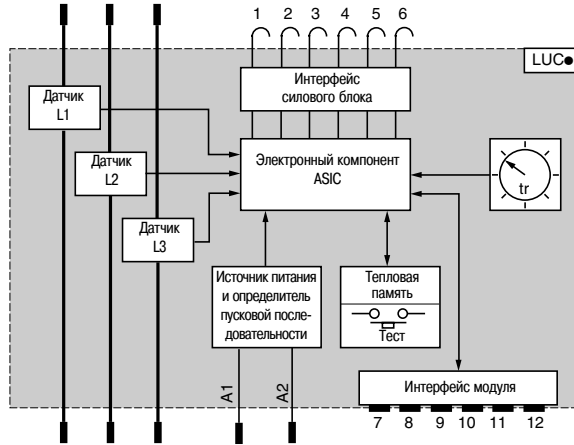 1 2 3 4 5 6
LUC●
Интерфейс
силового блока
Датчик
L1
Датчик
L2
Датчик
L3
Электронный компонент
ASIC
tr
Источник питания
и определитель
пусковой после-
довательности
Тепловая
память
Тест
A1
A2
Интерфейс модуля
7 8 9 10 11 12